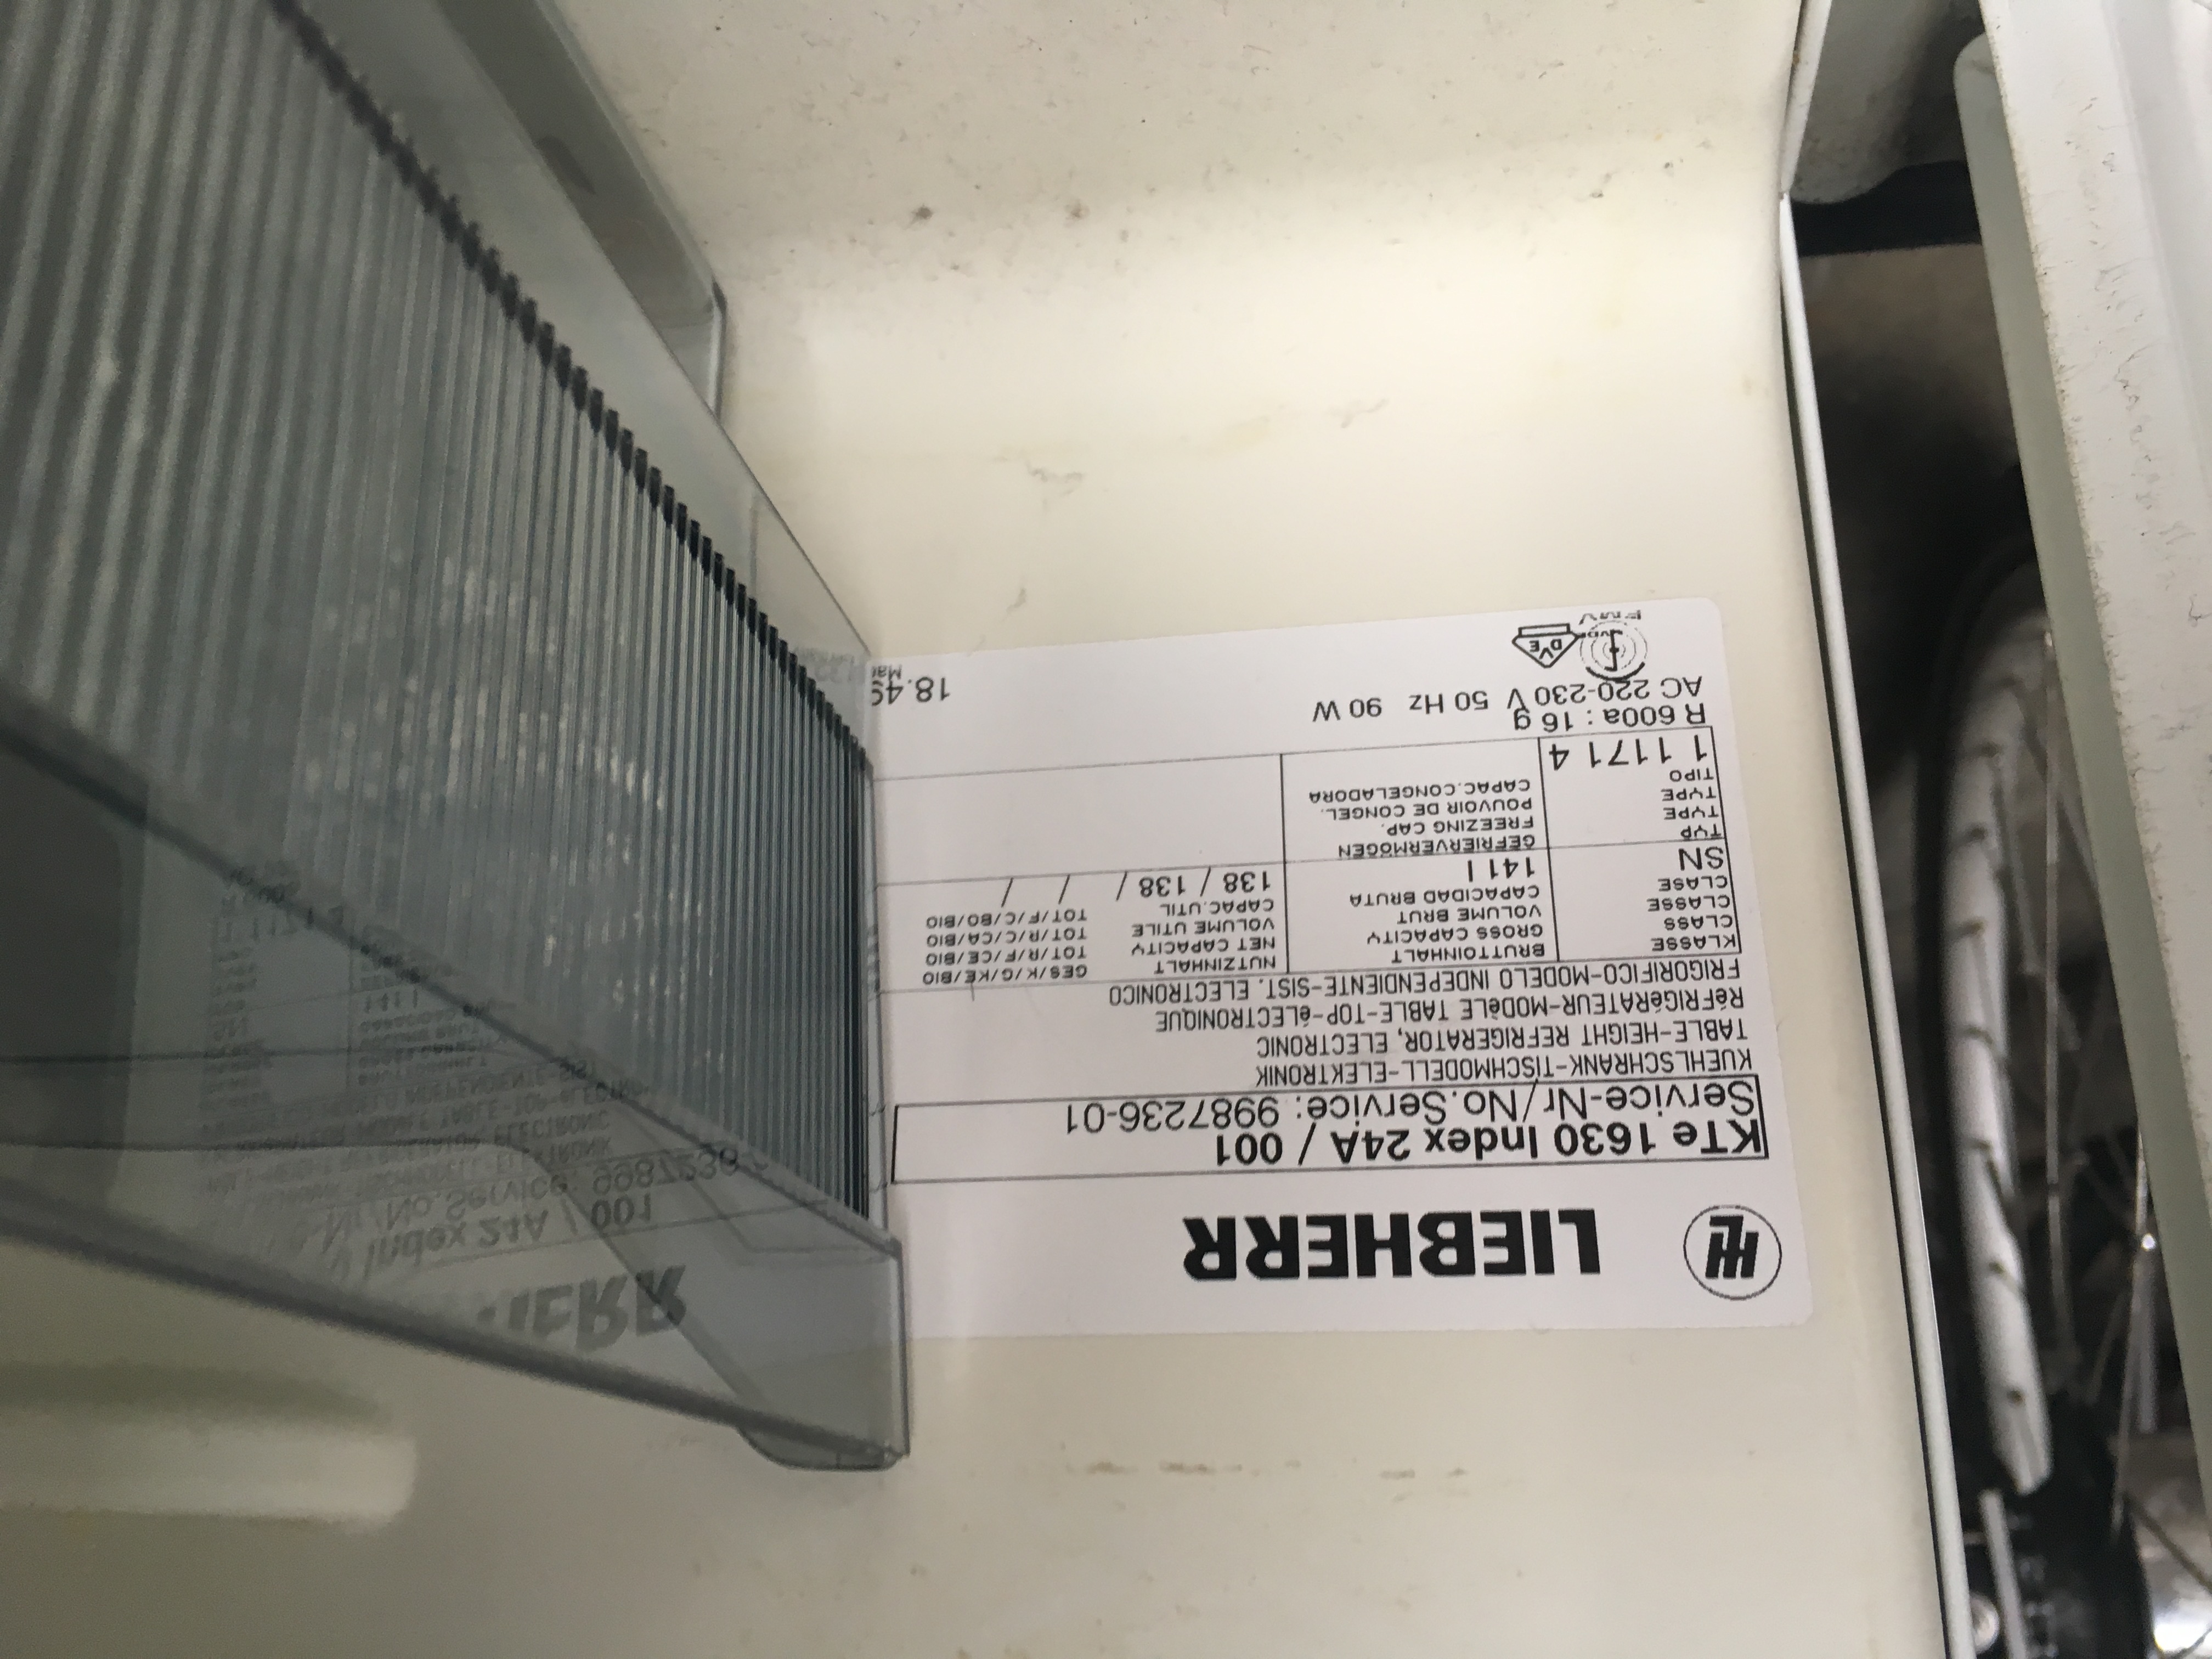 LIEBHERR
KTe 1630 Index 24A / 001
Service-Nr/No.Service: 9987236-01
KUEHLSCHRANK-TISCHMODELL-ELEKTRONIK
TABLE-HEIGHT REFRIGERATOR, ELECTRONIC
RéFRIGéRATEUR-MODèLE TABLE-TOP-éLECTRONIQUE
FRIGORIFICO-MODELO INDEPENDIENTE-SIST. ELECTRONICO
KLASSE BRUTTOINHALT NUTZINHALT GES/K/G/KE/BIO
CLASS GROSS CAPACITY NET CAPACITY TOT/R/F/CE/BIO
CLASSE VOLUME BRUT VOLUME UTILE TOT/R/C/CA/BIO
CLASE CAPACIDAD BRUTA CAPAC.UTIL TOT/F/C/BO/BIO
SN 141 l 138 / 138 / / /
TYP GEFRIERVERMÖGEN
TYPE FREEZING CAP.
TYPE POUVOIR DE CONGEL.
TIPO CAPAC.CONGELADORA
1 1171 4
R 600a : 16 g
AC 220-230 V 50 Hz 90 W 18.49
DVE VDE
EMV